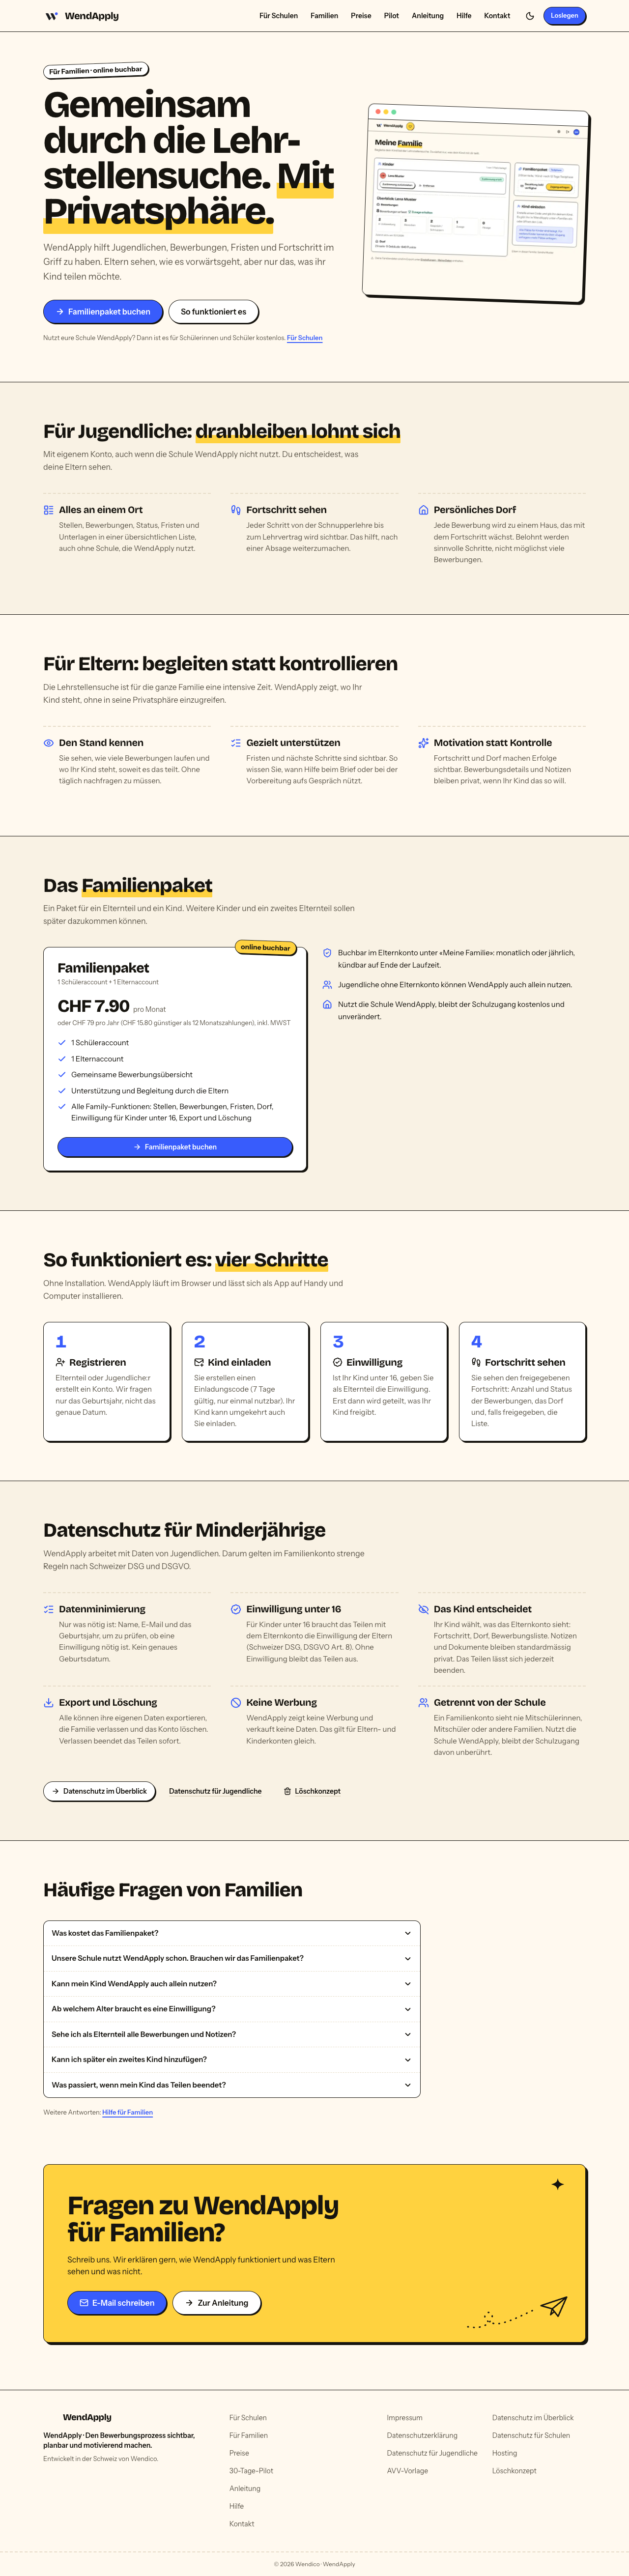 WendApply
Für Schulen
Familien
Preise
Pilot
Anleitung
Hilfe
Kontakt
Loslegen
Für Familien · online buchbar
Gemeinsam
durch die Lehr-
stellensuche. Mit
Privatsphäre.
WendApply hilft Jugendlichen, Bewerbungen, Fristen und Fortschritt im
Griff zu haben. Eltern sehen, wie es vorwärtsgeht, aber nur das, was ihr
Kind teilen möchte.
Familienpaket buchen
So funktioniert es
Nutzt eure Schule WendApply? Dann ist es für Schülerinnen und Schüler kostenlos. Für Schulen
WendApply
Meine Familie
Kinder
Familienpaket
Für Jugendliche: dranbleiben lohnt sich
Mit eigenem Konto, auch wenn die Schule WendApply nicht nutzt. Du entscheidest, was
deine Eltern sehen.
Alles an einem Ort
Stellen, Bewerbungen, Status, Fristen und
Unterlagen in einer übersichtlichen Liste,
auch ohne Schule, die WendApply nutzt.
Fortschritt sehen
Jeder Schritt von der Schnupperlehre bis
zum Lehrvertrag wird sichtbar. Das hilft, nach
einer Absage weiterzumachen.
Persönliches Dorf
Jede Bewerbung wird zu einem Haus, das mit
dem Fortschritt wächst. Belohnt werden
sinnvolle Schritte, nicht möglichst viele
Bewerbungen.
Für Eltern: begleiten statt kontrollieren
Die Lehrstellensuche ist für die ganze Familie eine intensive Zeit. WendApply zeigt, wo Ihr
Kind steht, ohne in seine Privatsphäre einzugreifen.
Den Stand kennen
Sie sehen, wie viele Bewerbungen laufen und
wo Ihr Kind steht, soweit es das teilt. Ohne
täglich nachfragen zu müssen.
Gezielt unterstützen
Fristen und nächste Schritte sind sichtbar. So
wissen Sie, wann Hilfe beim Brief oder bei der
Vorbereitung aufs Gespräch nützt.
Motivation statt Kontrolle
Fortschritt und Dorf machen Erfolge
sichtbar. Bewerbungsdetails und Notizen
bleiben privat, wenn Ihr Kind das so will.
Das Familienpaket
Ein Paket für ein Elternteil und ein Kind. Weitere Kinder und ein zweites Elternteil sollen
später dazukommen können.
online buchbar
Familienpaket
1 Schüleraccount + 1 Elternaccount
CHF 7.90 pro Monat
oder CHF 79 pro Jahr (CHF 15.80 günstiger als 12 Monatszahlungen), inkl. MWST
1 Schüleraccount
1 Elternaccount
Gemeinsame Bewerbungsübersicht
Unterstützung und Begleitung durch die Eltern
Alle Family-Funktionen: Stellen, Bewerbungen, Fristen, Dorf,
Einwilligung für Kinder unter 16, Export und Löschung
Familienpaket buchen
Buchbar im Elternkonto unter «Meine Familie»: monatlich oder jährlich,
kündbar auf Ende der Laufzeit.
Jugendliche ohne Elternkonto können WendApply auch allein nutzen.
Nutzt die Schule WendApply, bleibt der Schulzugang kostenlos und
unverändert.
So funktioniert es: vier Schritte
Ohne Installation. WendApply läuft im Browser und lässt sich als App auf Handy und
Computer installieren.
1
Registrieren
Elternteil oder Jugendliche:r
erstellt ein Konto. Wir fragen
nur das Geburtsjahr, nicht das
genaue Datum.
2
Kind einladen
Sie erstellen einen
Einladungscode (7 Tage
gültig, nur einmal nutzbar). Ihr
Kind kann umgekehrt auch
Sie einladen.
3
Einwilligung
Ist Ihr Kind unter 16, geben Sie
als Elternteil die Einwilligung.
Erst dann wird geteilt, was Ihr
Kind freigibt.
4
Fortschritt sehen
Sie sehen den freigegebenen
Fortschritt: Anzahl und Status
der Bewerbungen, das Dorf
und, falls freigegeben, die
Liste.
Datenschutz für Minderjährige
WendApply arbeitet mit Daten von Jugendlichen. Darum gelten im Familienkonto strenge
Regeln nach Schweizer DSG und DSGVO.
Datenminimierung
Nur was nötig ist: Name, E-Mail und das
Geburtsjahr, um zu prüfen, ob eine
Einwilligung nötig ist. Kein genaues
Geburtsdatum.
Einwilligung unter 16
Für Kinder unter 16 braucht das Teilen mit
dem Elternkonto die Einwilligung der Eltern
(Schweizer DSG, DSGVO Art. 8). Ohne
Einwilligung bleibt das Teilen aus.
Das Kind entscheidet
Ihr Kind wählt, was das Elternkonto sieht:
Fortschritt, Dorf, Bewerbungsliste. Notizen
und Dokumente bleiben standardmässig
privat. Das Teilen lässt sich jederzeit
beenden.
Export und Löschung
Alle können ihre eigenen Daten exportieren,
die Familie verlassen und das Konto löschen.
Verlassen beendet das Teilen sofort.
Keine Werbung
WendApply zeigt keine Werbung und
verkauft keine Daten. Das gilt für Eltern- und
Kinderkonten gleich.
Getrennt von der Schule
Ein Familienkonto sieht nie Mitschülerinnen,
Mitschüler oder andere Familien. Nutzt die
Schule WendApply, bleibt der Schulzugang
davon unberührt.
Datenschutz im Überblick
Datenschutz für Jugendliche
Löschkonzept
Häufige Fragen von Familien
Was kostet das Familienpaket?
Unsere Schule nutzt WendApply schon. Brauchen wir das Familienpaket?
Kann mein Kind WendApply auch allein nutzen?
Ab welchem Alter braucht es eine Einwilligung?
Sehe ich als Elternteil alle Bewerbungen und Notizen?
Kann ich später ein zweites Kind hinzufügen?
Was passiert, wenn mein Kind das Teilen beendet?
Weitere Antworten: Hilfe für Familien
Fragen zu WendApply
für Familien?
Schreib uns. Wir erklären gern, wie WendApply funktioniert und was Eltern
sehen und was nicht.
E-Mail schreiben
Zur Anleitung
WendApply
WendApply · Den Bewerbungsprozess sichtbar,
planbar und motivierend machen.
Entwickelt in der Schweiz von Wendico.
Für Schulen
Für Familien
Preise
30-Tage-Pilot
Anleitung
Hilfe
Kontakt
Impressum
Datenschutzerklärung
Datenschutz für Jugendliche
AVV-Vorlage
Datenschutz im Überblick
Datenschutz für Schulen
Hosting
Löschkonzept
© 2026 Wendico · WendApply